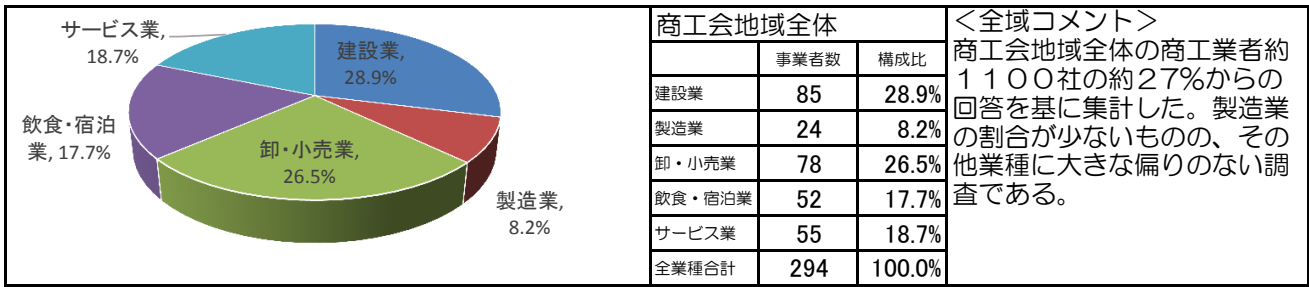 サービス業,
18.7%
建設業,
28.9%
飲食・宿泊
業, 17.7%
卸・小売業,
26.5%
製造業,
8.2%
商工会地域全体
事業者数 構成比
建設業 85 28.9%
製造業 24 8.2%
卸・小売業 78 26.5%
飲食・宿泊業 52 17.7%
サービス業 55 18.7%
全業種合計 294 100.0%
＜全域コメント＞
商工会地域全体の商工業者約
１１００社の約２７％からの
回答を基に集計した。製造業
の割合が少ないものの、その
他業種に大きな偏りのない調
査である。